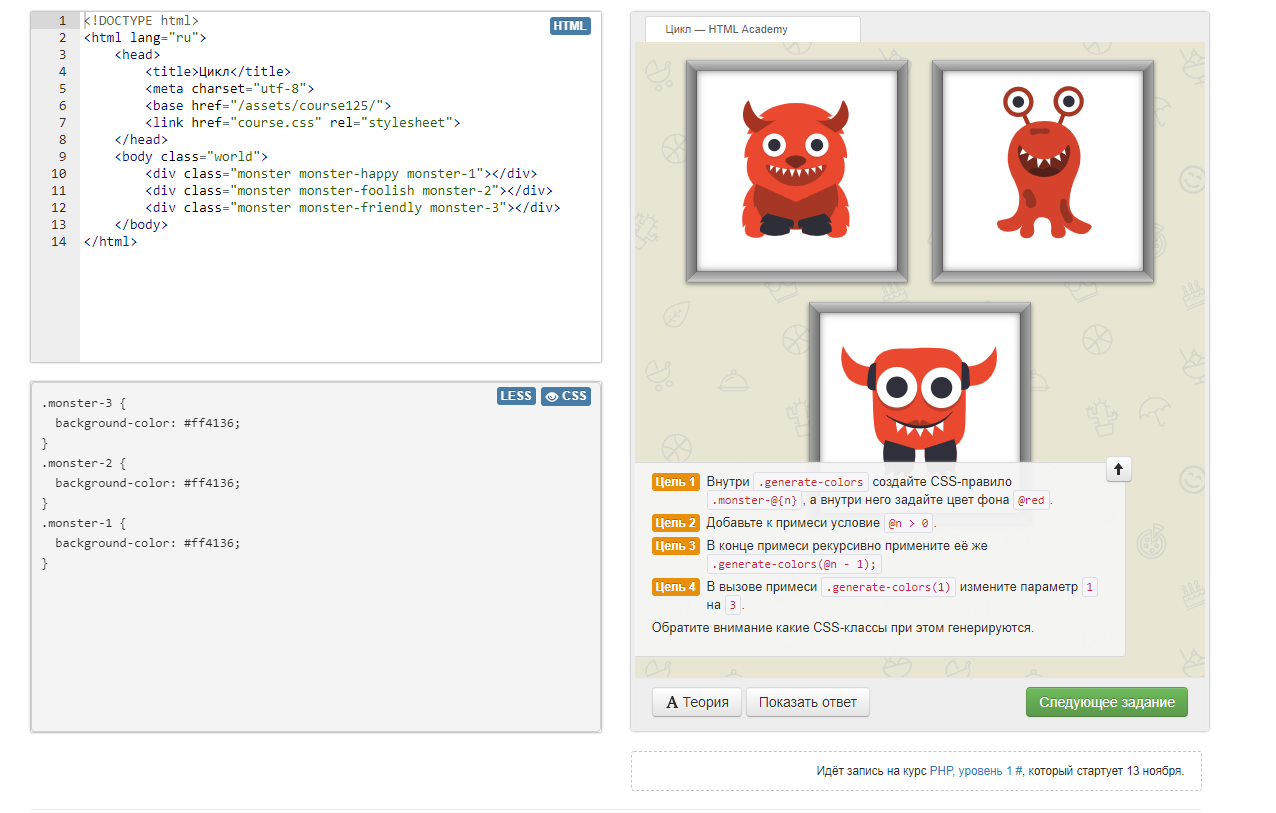 1 <!DOCTYPE html>
HTML
2 <html lang="ru">
3 <head>
4 <title>Цикл</title>
5 <meta charset="utf-8">
6 <base href="/assets/course125/">
7 <link href="course.css" rel="stylesheet">
8 </head>
9 <body class="world">
10 <div class="monster monster-happy monster-1"></div>
11 <div class="monster monster-foolish monster-2"></div>
12 <div class="monster monster-friendly monster-3"></div>
13 </body>
14 </html>
LESS CSS
.monster-3 {
background-color: #ff4136;
}
.monster-2 {
background-color: #ff4136;
}
.monster-1 {
background-color: #ff4136;
}
Цикл — HTML Academy
Цель 1 Внутри .generate-colors создайте CSS-правило
.monster-@{n}, а внутри него задайте цвет фона @red.
Цель 2 Добавьте к примеси условие @n > 0.
Цель 3 В конце примеси рекурсивно примените её же
.generate-colors(@n - 1);
Цель 4 В вызове примеси .generate-colors(1) измените параметр 1
на 3.
Обратите внимание какие CSS-классы при этом генерируются.
A Теория Показать ответ Следующее задание
Идёт запись на курс PHP, уровень 1 #, который стартует 13 ноября.